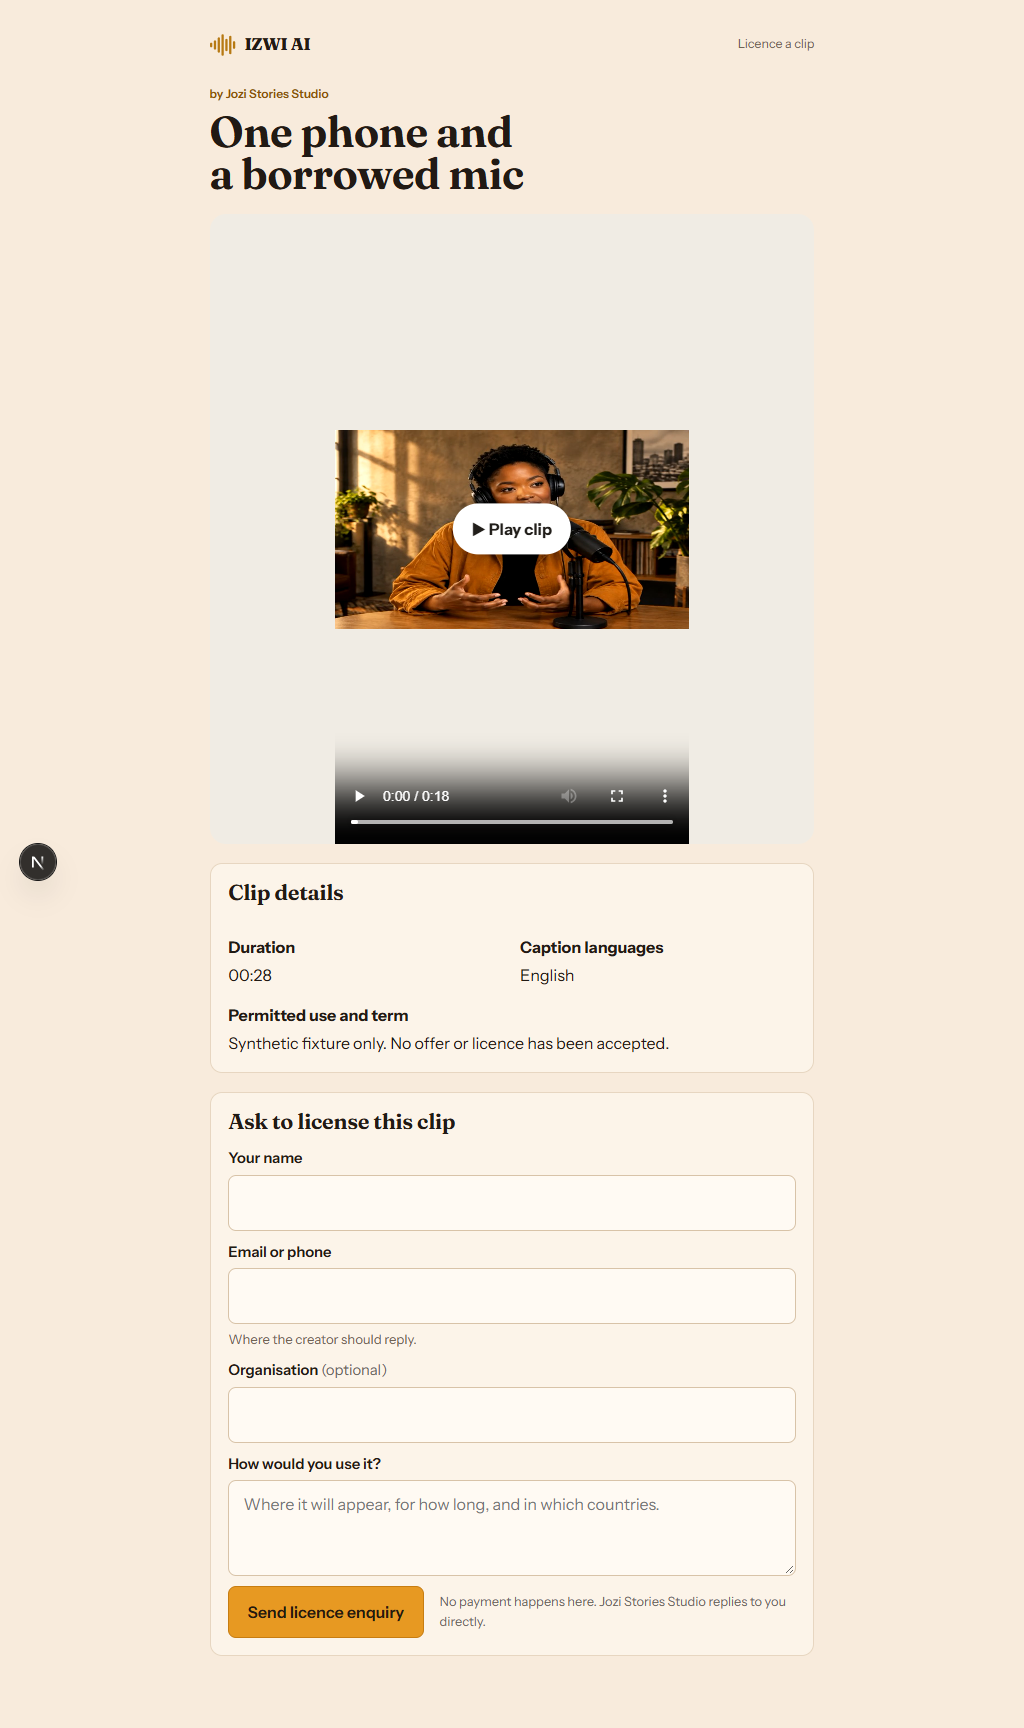 IZWI AI
Licence a clip
by Jozi Stories Studio
One phone and
a borrowed mic
▶ Play clip
0:00 / 0:18
N
Clip details
Duration
Caption languages
00:28
English
Permitted use and term
Synthetic fixture only. No offer or licence has been accepted.
Ask to license this clip
Your name
Email or phone
Where the creator should reply.
Organisation (optional)
How would you use it?
Where it will appear, for how long, and in which countries.
Send licence enquiry
No payment happens here. Jozi Stories Studio replies to you
directly.